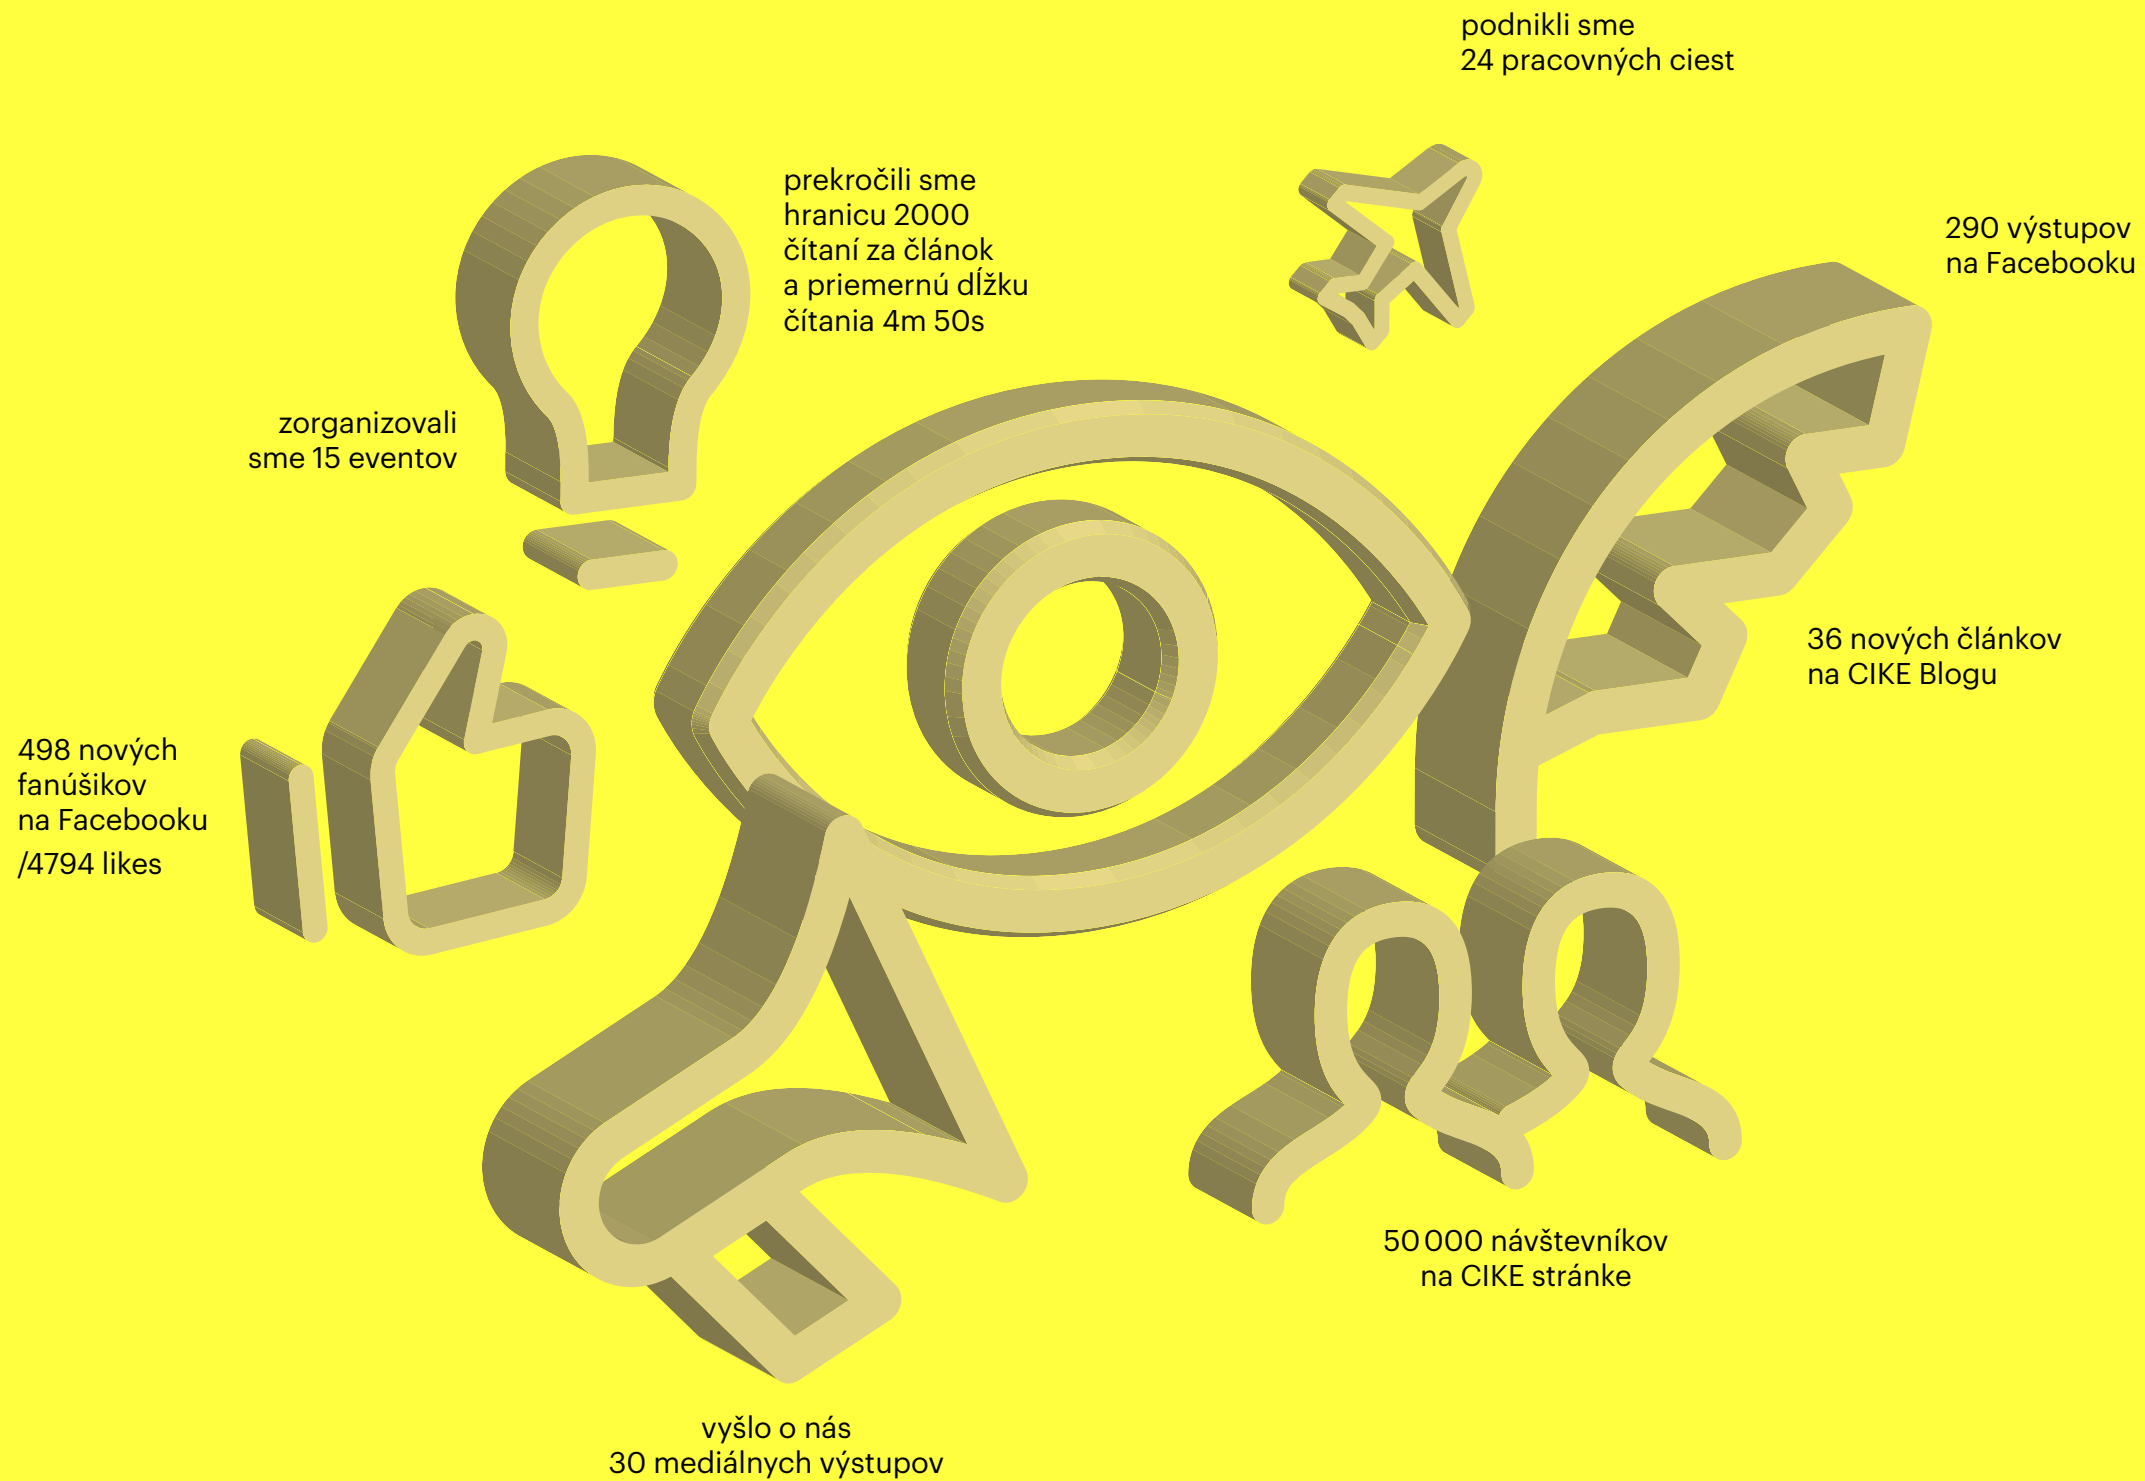 podnikli sme
24 pracovných ciest
prekročili sme
hranicu 2000
čítaní za článok
a priemernú dĺžku
čítania 4m 50s
290 výstupov
na Facebooku
zorganizovali
sme 15 eventov
36 nových článkov
na CIKE Blogu
498 nových
fanúšikov
na Facebooku
/4794 likes
50 000 návštevníkov
na CIKE stránke
vyšlo o nás
30 mediálnych výstupov